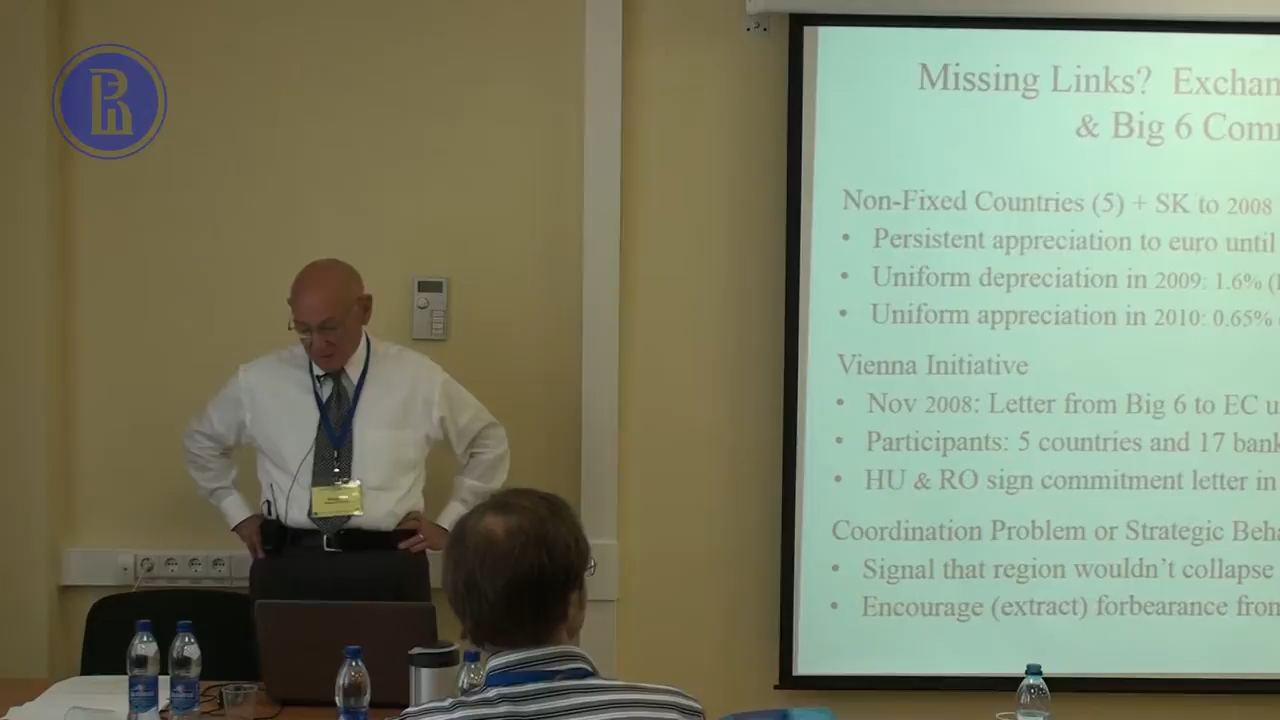 Missing Links? Exchan
& Big 6 Com
Non-Fixed Countries (5) + SK to 2008
• Persistent appreciation to euro until
• Uniform depreciation in 2009: 1.6% (
• Uniform appreciation in 2010: 0.65%
Vienna Initiative
• Nov 2008: Letter from Big 6 to EC u
• Participants: 5 countries and 17 bank
• HU & RO sign commitment letter in
Coordination Problem or Strategic Beha
• Signal that region wouldn't collapse
• Encourage (extract) forbearance from